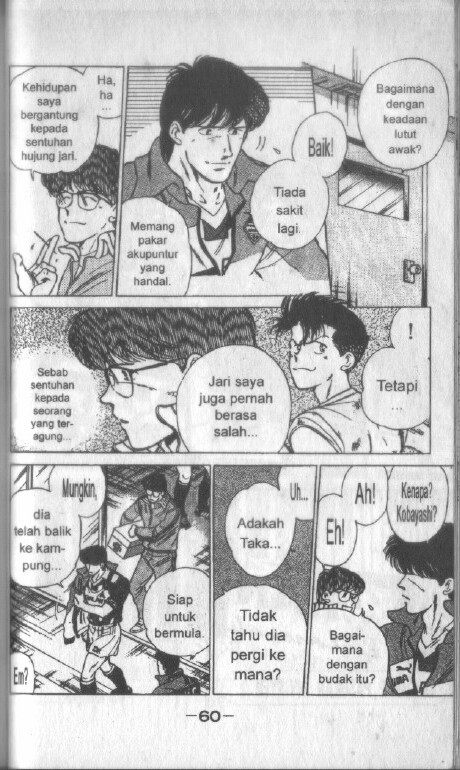 Bagaimana
dengan
keadaan
lutut
awak?
Baik!
Tiada
sakit
lagi.
Memang
pakar
akupuntur
yang
handal.
Ha,
ha
...
Kehidupan
saya
bergantung
kepada
sentuhan
hujung jari.
!
Tetapi
...
Jari saya
juga pernah
berasa
salah...
Sebab
sentuhan
kepada
seorang
yang ter-
agung...
Kenapa?
Kobayashi?
Ah!
Eh!
Bagai-
mana
dengan
budak itu?
Uh...
Adakah
Taka...
Tidak
tahu dia
pergi ke
mana?
Mungkin,
dia
telah balik
ke kam-
pung...
Siap
untuk
bermula.
Em?
—60—